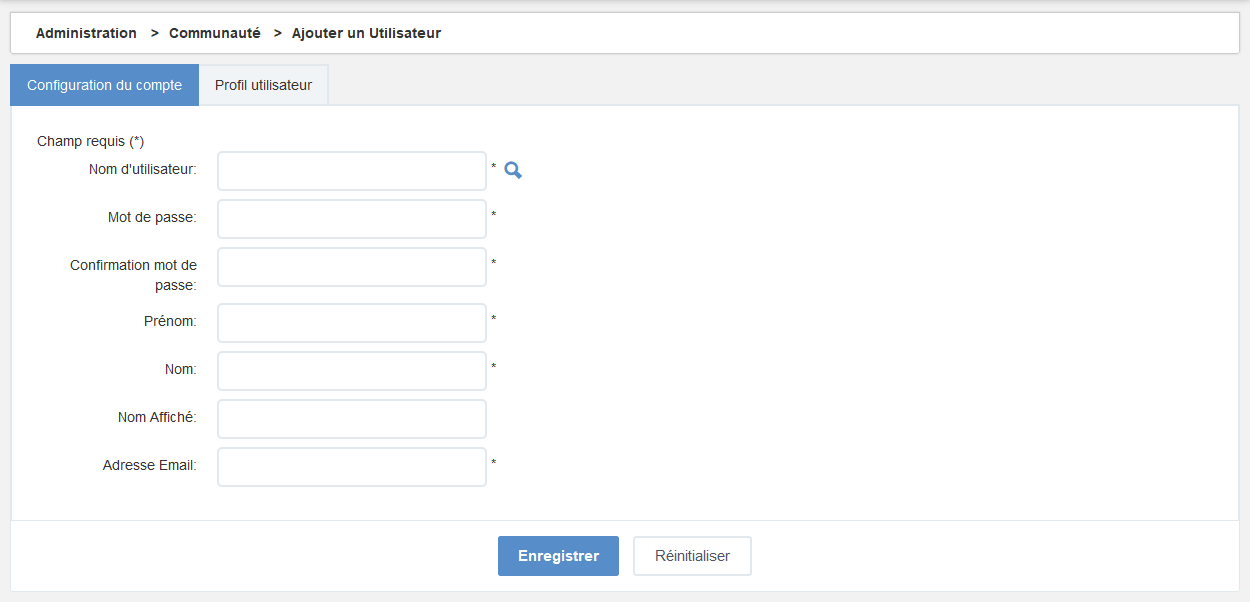 Administration > Communauté > Ajouter un Utilisateur
Configuration du compte Profil utilisateur
Champ requis (*)
Nom d'utilisateur: *
Mot de passe: *
Confirmation mot de
passe: *
Prénom: *
Nom: *
Nom Affiché:
Adresse Email: *
Enregistrer Réinitialiser